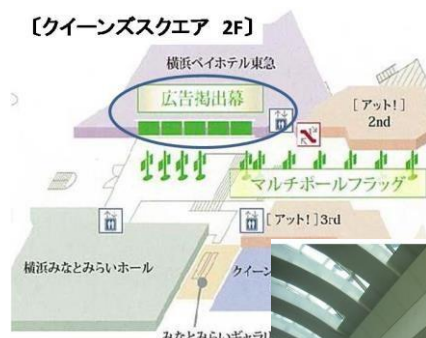 〔クイーンズスクエア 2F〕
横浜ベイホテル東急
広告掲出幕
[アット!]
2nd
マルチポールフラッグ
[アット!]3rd
横浜みなとみらいホール
クイーン
みなとみらいギャラリ